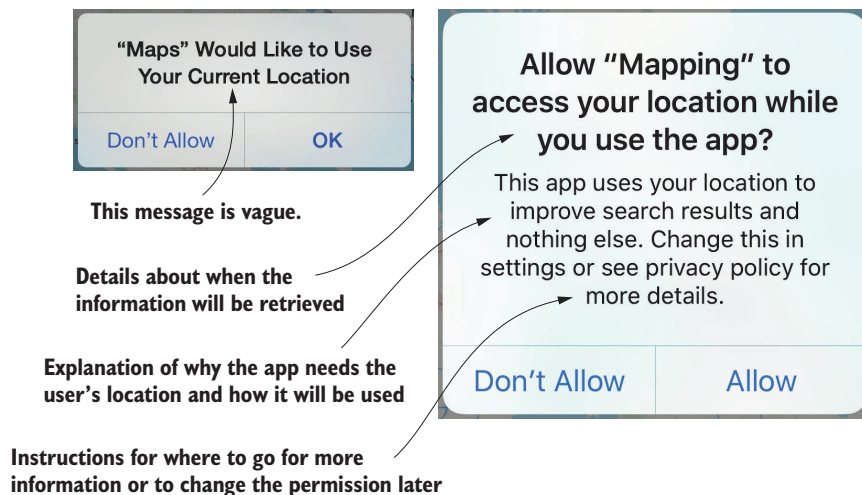 “Maps” Would Like to Use
Your Current Location
Don’t Allow
OK
This message is vague.
Details about when the
information will be retrieved
Explanation of why the app needs the
user’s location and how it will be used
Instructions for where to go for more
information or to change the permission later
Allow “Mapping” to
access your location while
you use the app?
This app uses your location to
improve search results and
nothing else. Change this in
settings or see privacy policy for
more details.
Don’t Allow
Allow